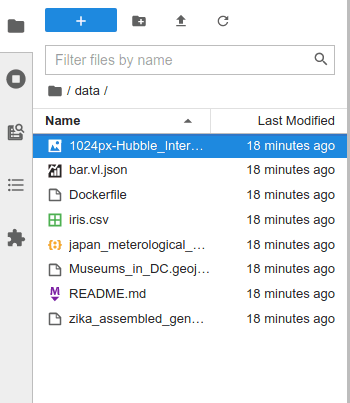 Filter files by name
/ data /
Name Last Modified
1024px-Hubble_Inter… 18 minutes ago
bar.vl.json 18 minutes ago
Dockerfile 18 minutes ago
iris.csv 18 minutes ago
japan_meterological_… 18 minutes ago
Museums_in_DC.geoj… 18 minutes ago
README.md 18 minutes ago
zika_assembled_gen… 18 minutes ago